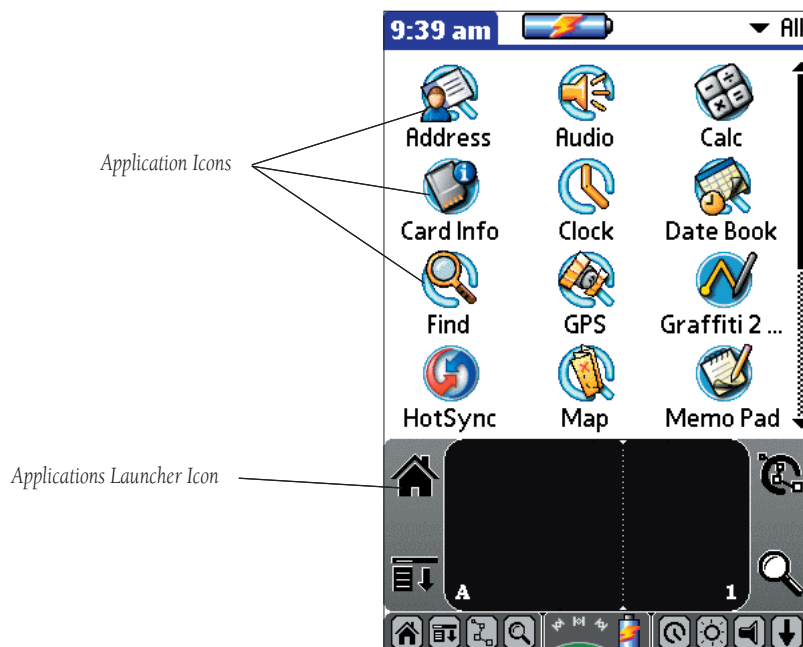 9:39 am
All
Address
Audio
Calc
Application Icons
Card Info
Clock
Date Book
Find
GPS
Graffiti 2 ...
HotSync
Map
Memo Pad
Applications Launcher Icon
A
1